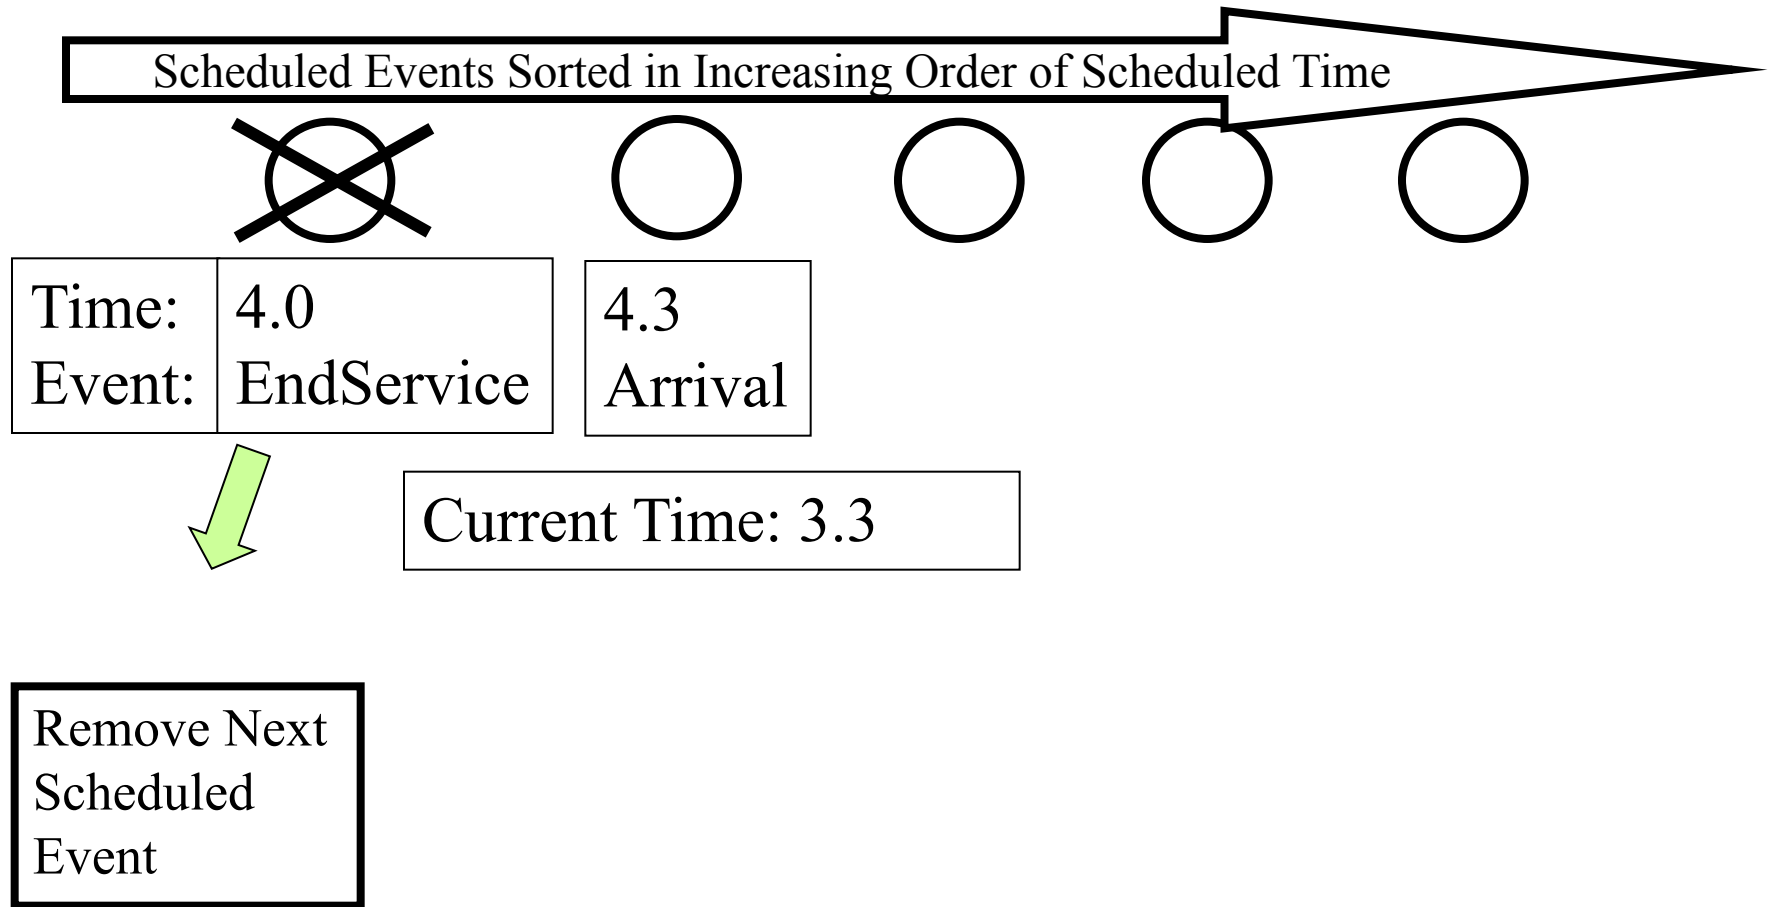 Scheduled Events Sorted in Increasing Order of Scheduled Time
Time:
Event:
4.0
EndService
4.3
Arrival
Current Time: 3.3
Remove Next
Scheduled
Event